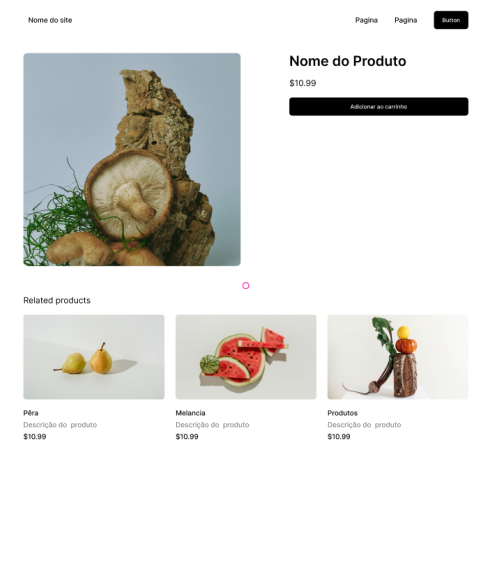 Nome do site
Pagina
Pagina
Button
Nome do Produto
$10.99
Adicionar ao carrinho
Related products
Pêra
Descrição do  produto
$10.99
Melancia
Descrição do  produto
$10.99
Produtos
Descrição do  produto
$10.99